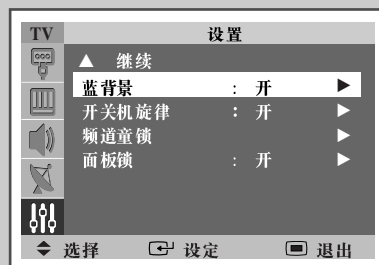 TV 设置
▲ 继续
蓝背景 : 开 ▶
开关机旋律 : 开 ▶
频道童锁 ▶
面板锁 : 开 ▶
选择 设定 退出